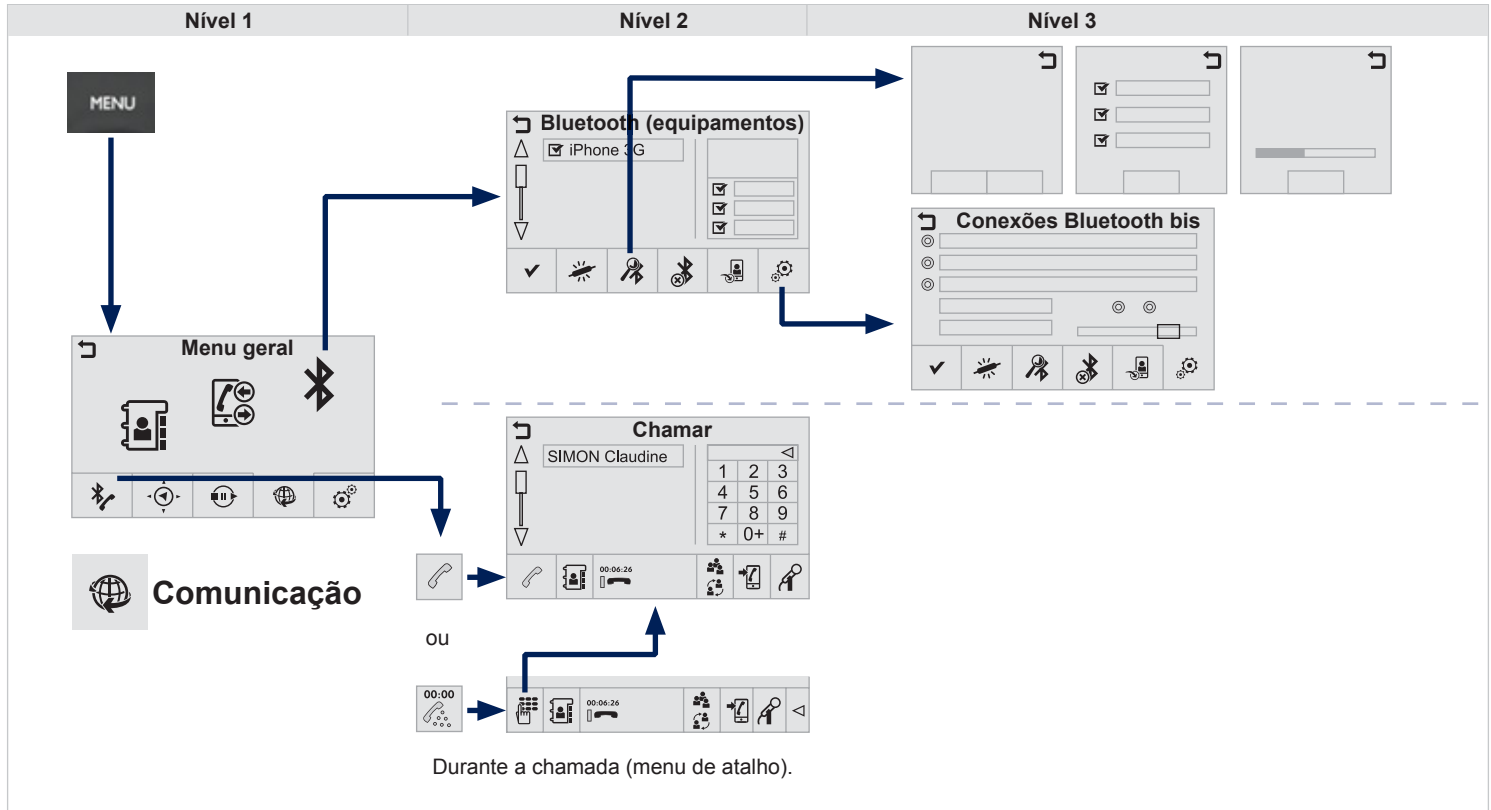 Nível 1
Nível 2
Nível 3
MENU
Bluetooth (equipamentos)
iPhone 3G
Conexões Bluetooth bis
Menu geral
Chamar
SIMON Claudine
1 2 3
4 5 6
7 8 9
* 0+ #
00:06:26
Comunicação
ou
00:00
00:06:26
Durante a chamada (menu de atalho).